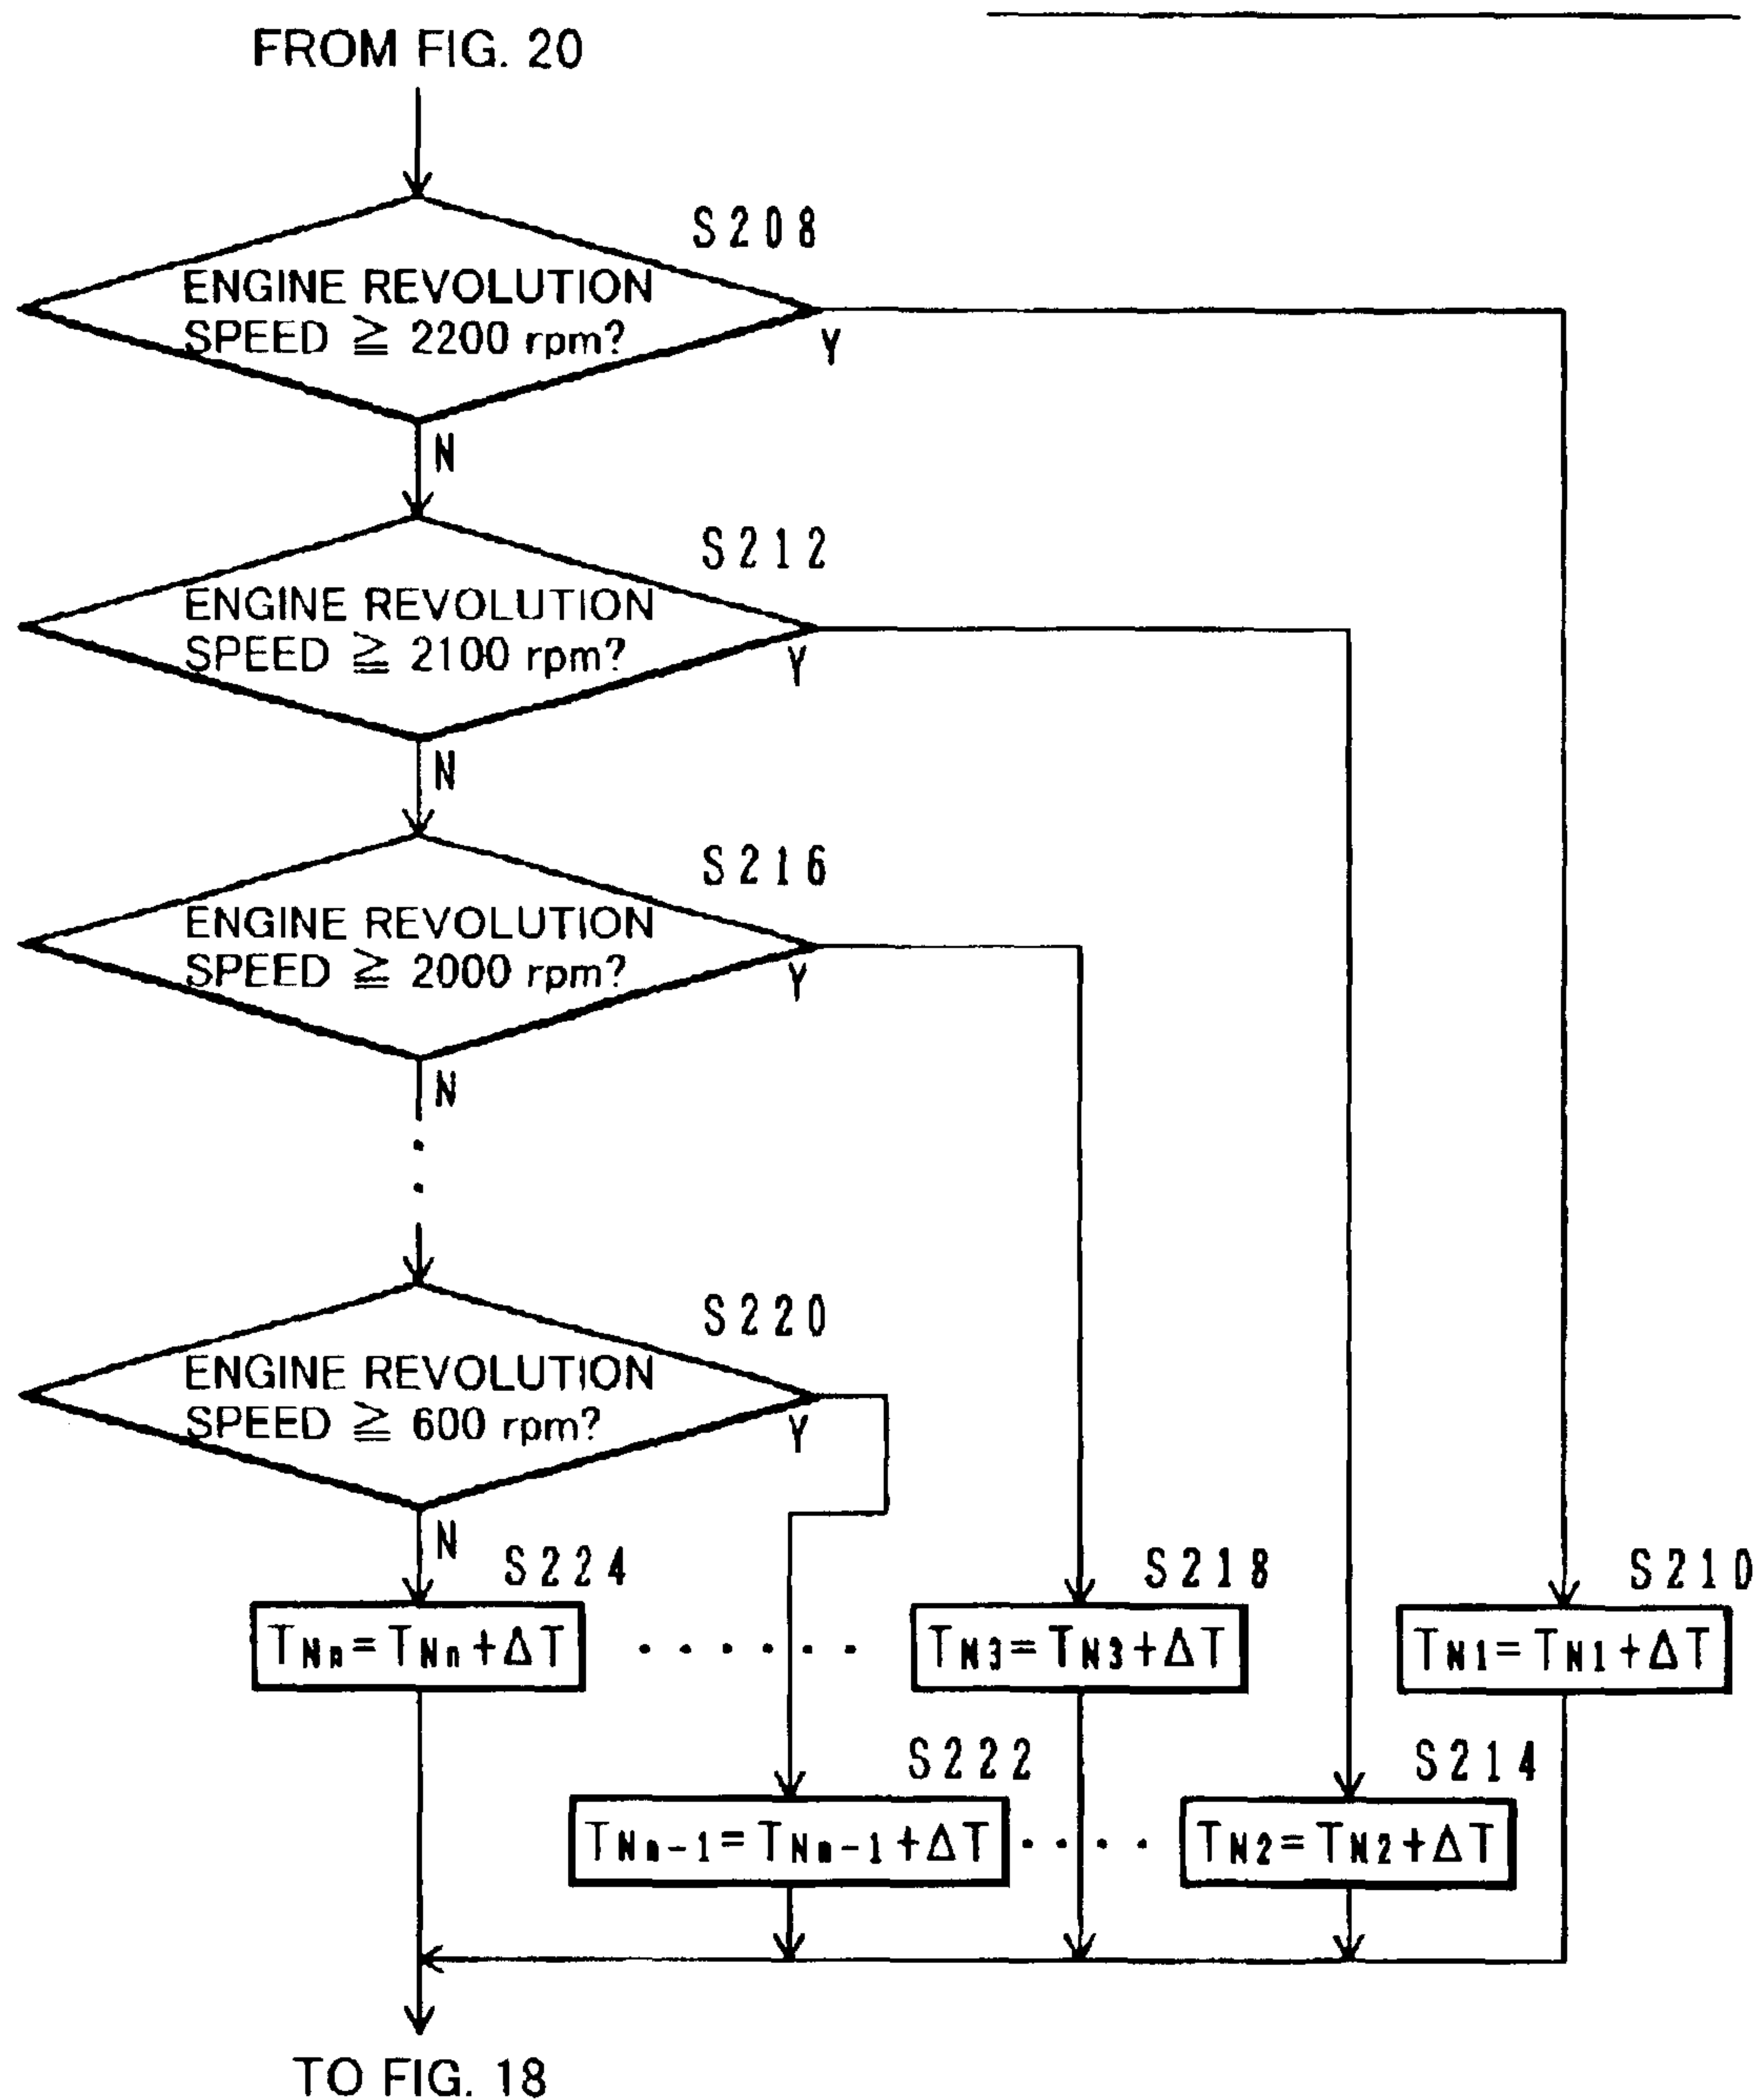 FROM FIG. 20
S208
ENGINE REVOLUTION
SPEED ≧ 2200 rpm?
Y
N
S212
ENGINE REVOLUTION
SPEED ≧ 2100 rpm?
Y
N
S216
ENGINE REVOLUTION
SPEED ≧ 2000 rpm?
Y
N
S220
ENGINE REVOLUTION
SPEED ≧ 600 rpm?
Y
N
S224
S218
S210
TNn=TNn+ΔT
TN3=TN3+ΔT
TN1=TN1+ΔT
S222
S214
TNn-1=TNn-1+ΔT
TN2=TN2+ΔT
TO FIG. 18